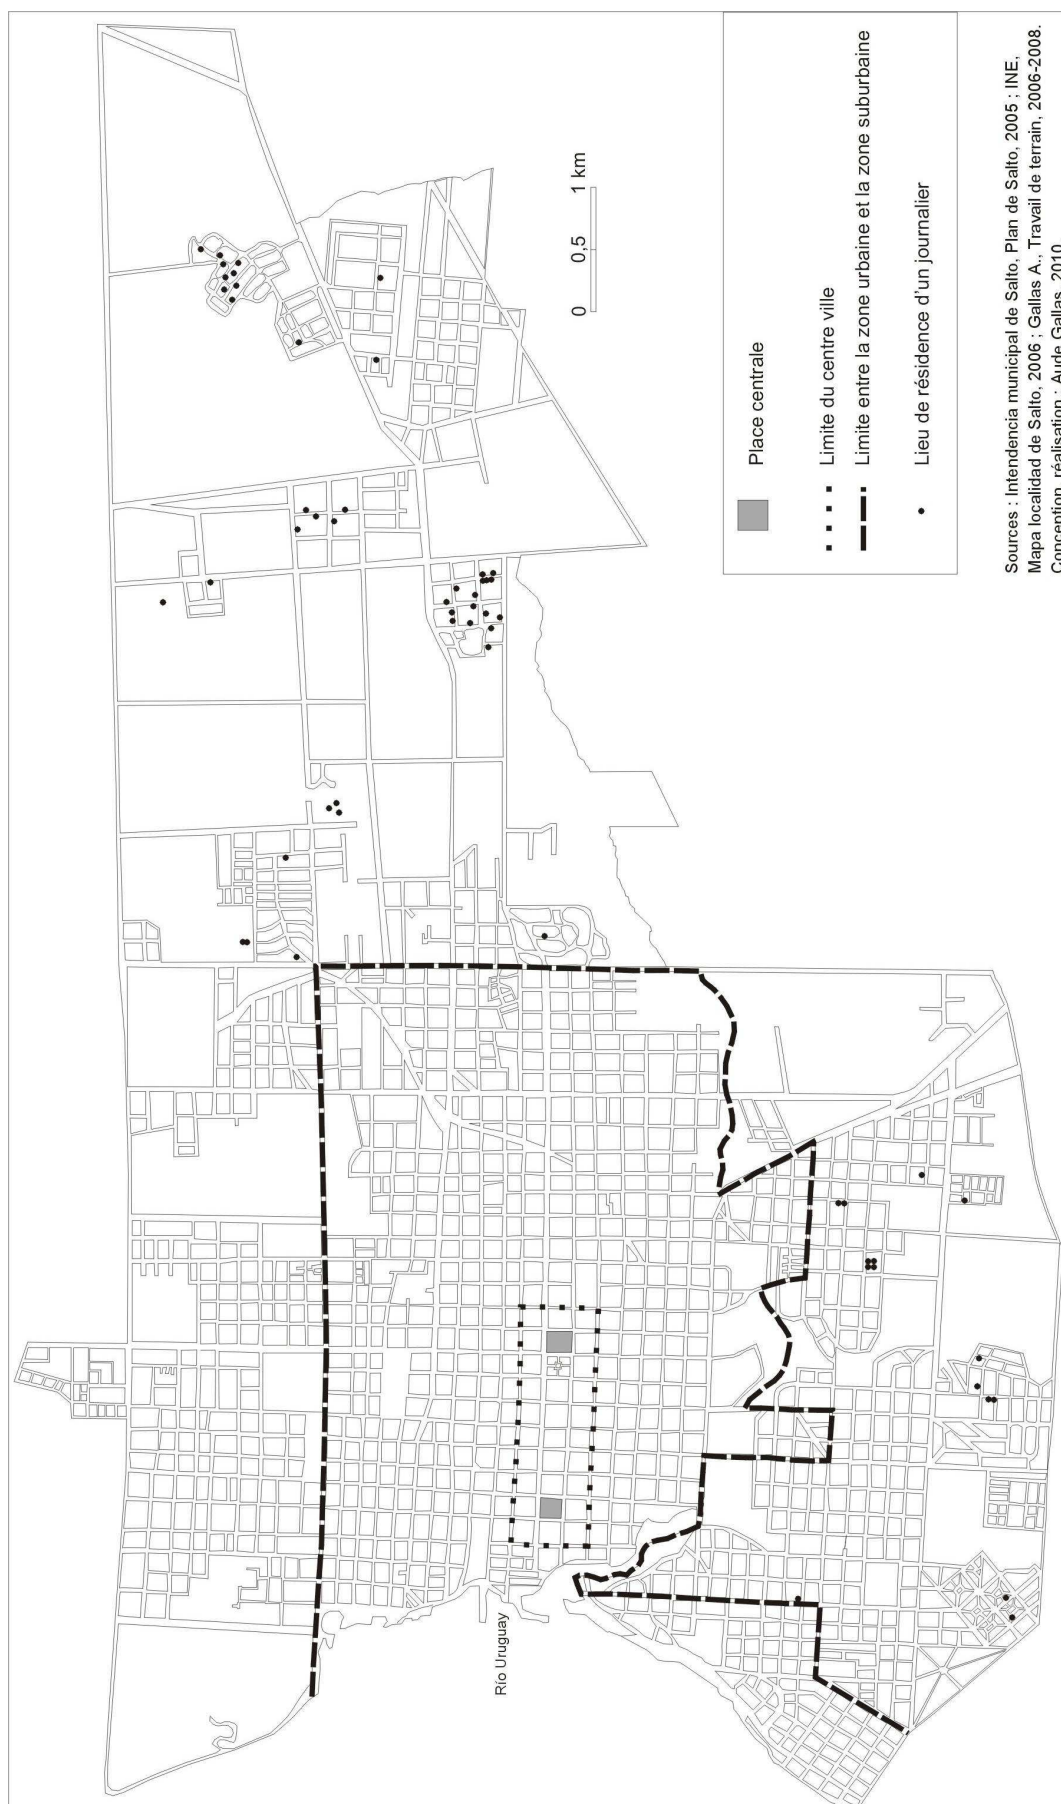 Río Uruguay
0
0,5
1 km
Place centrale
Limite du centre ville
Limite entre la zone urbaine et la zone suburbaine
Lieu de résidence d'un journalier
Sources : Intendencia municipal de Salto, Plan de Salto, 2005 ; INE,
Mapa localidad de Salto, 2006 ; Gallas A., Travail de terrain, 2006-2008.
Conception, réalisation : Aude Gallas, 2010